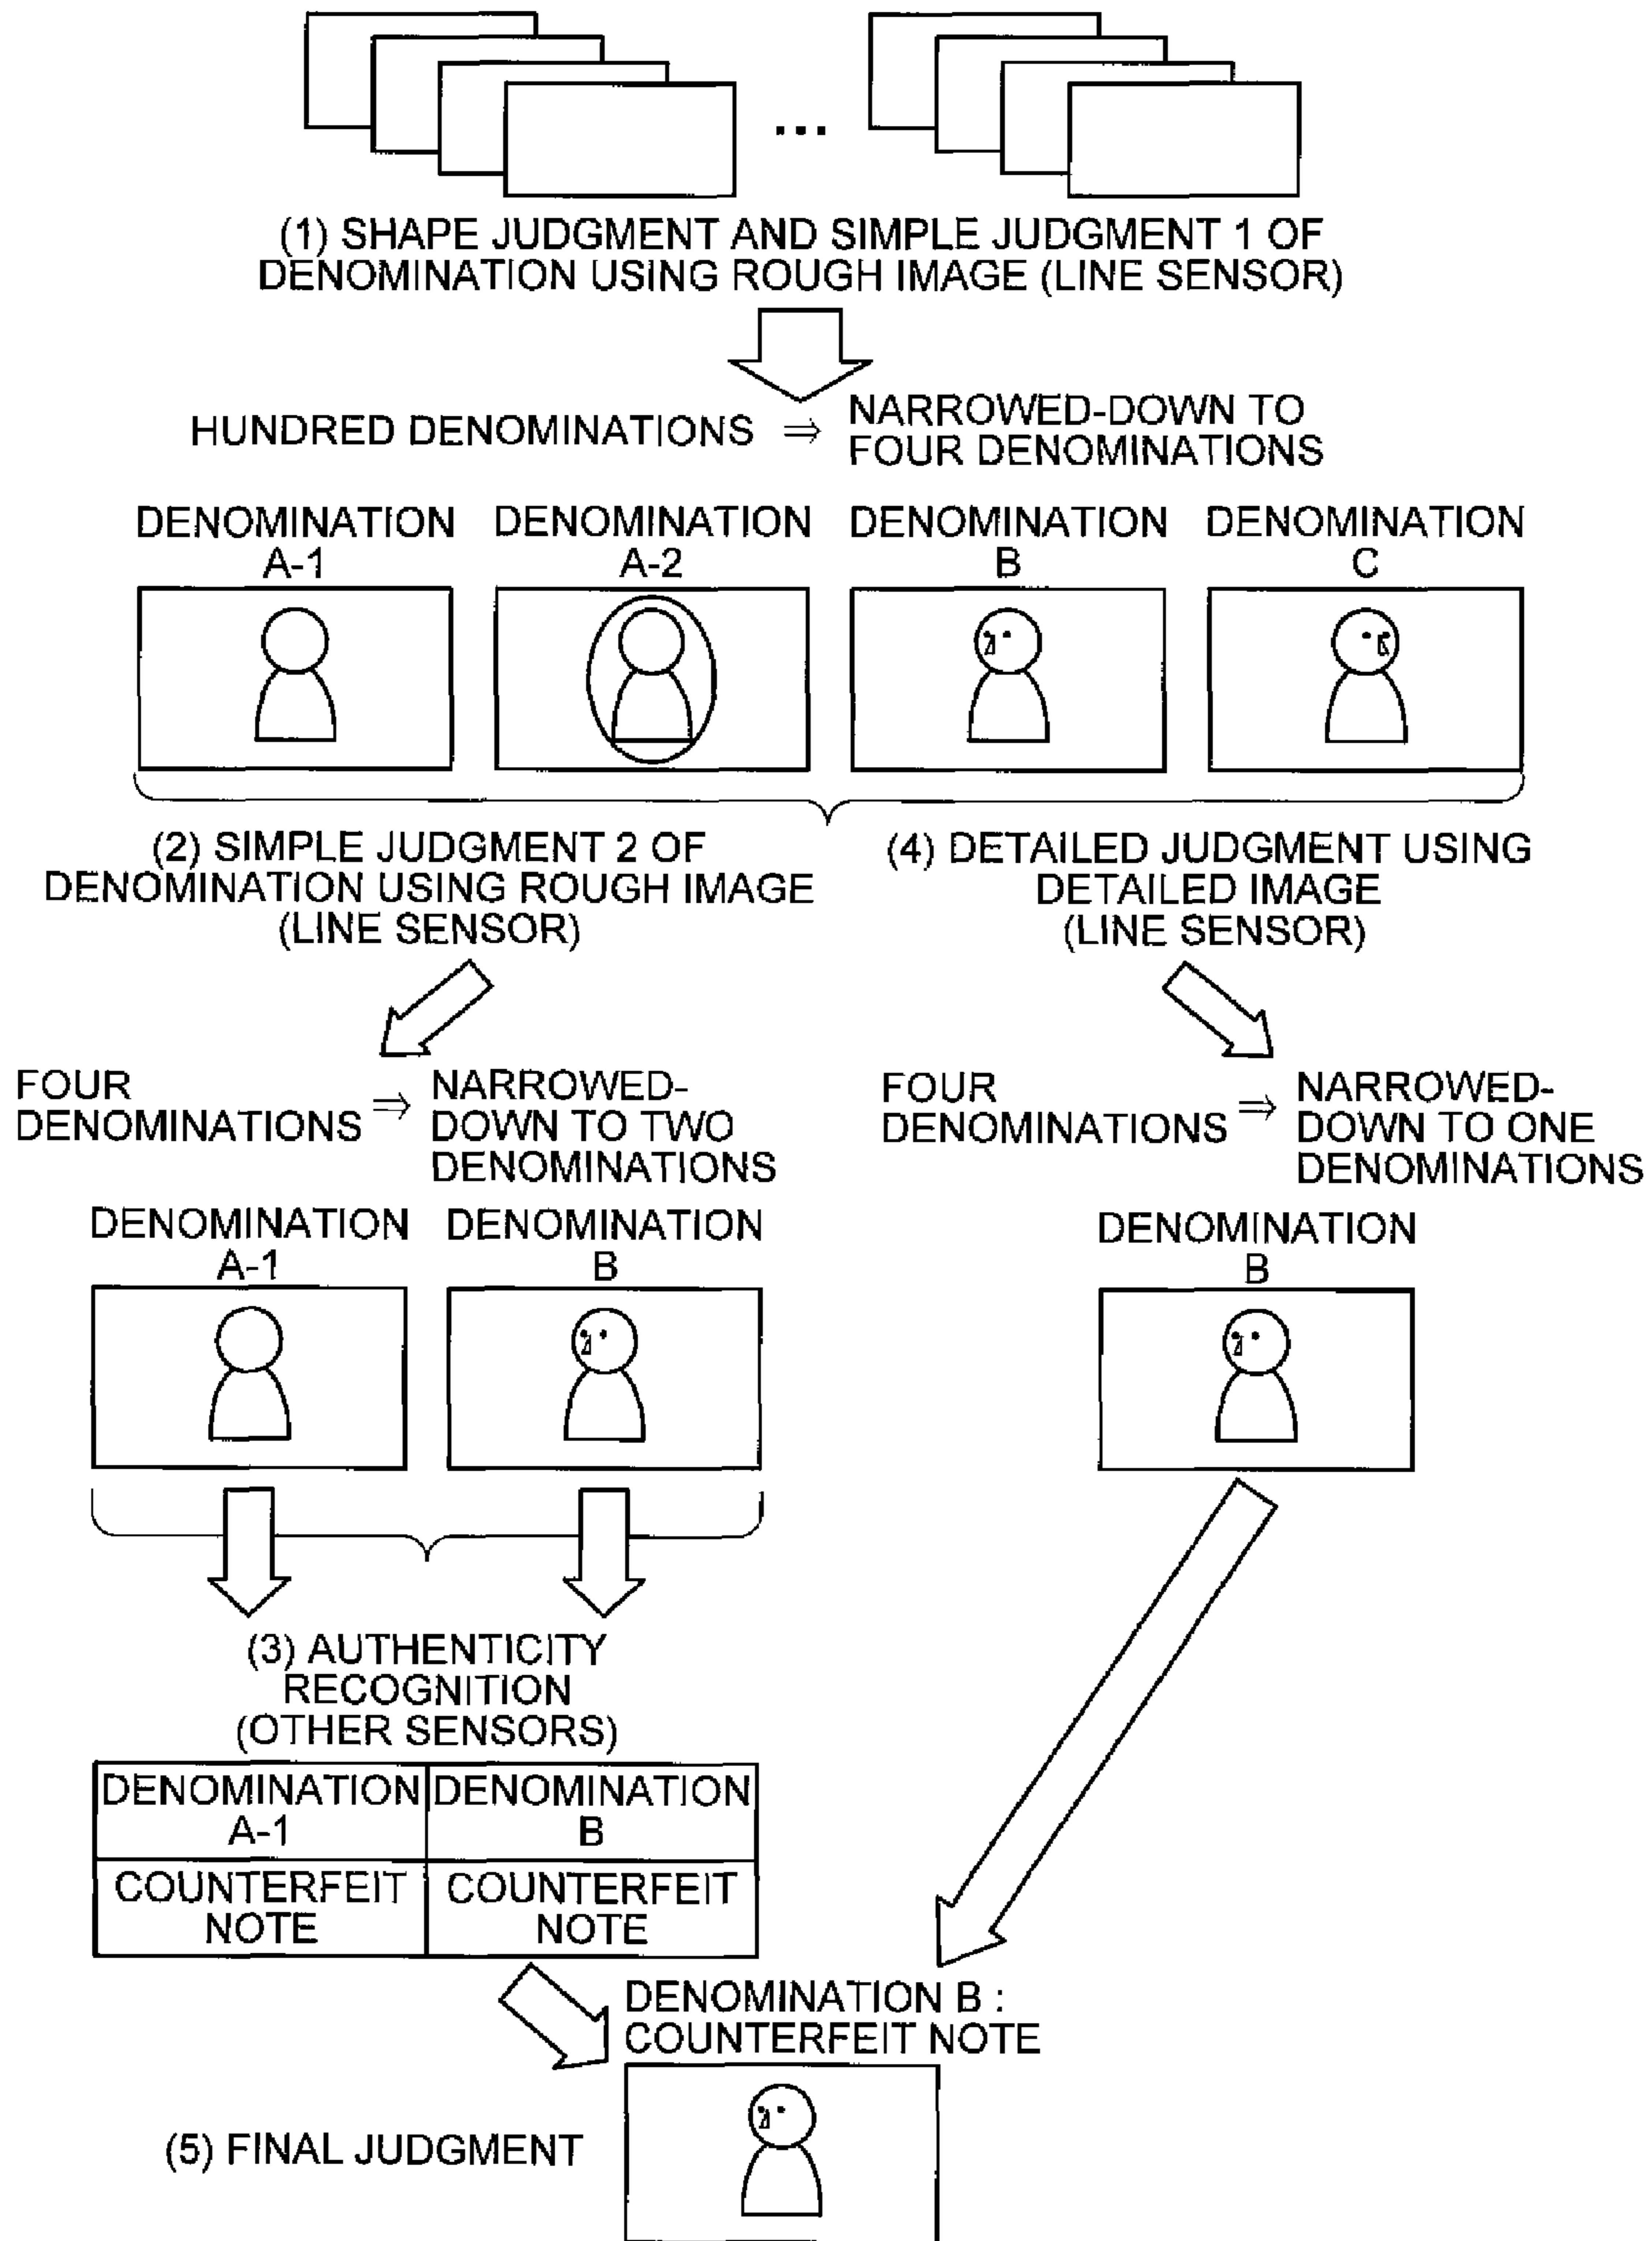 ...
(1) SHAPE JUDGMENT AND SIMPLE JUDGMENT 1 OF
DENOMINATION USING ROUGH IMAGE (LINE SENSOR)
HUNDRED DENOMINATIONS ⇒
NARROWED-DOWN TO
FOUR DENOMINATIONS
DENOMINATION
A-1
DENOMINATION
A-2
DENOMINATION
B
DENOMINATION
C
(2) SIMPLE JUDGMENT 2 OF
DENOMINATION USING ROUGH IMAGE
(LINE SENSOR)
(4) DETAILED JUDGMENT USING
DETAILED IMAGE
(LINE SENSOR)
FOUR
DENOMINATIONS
⇒
NARROWED-
DOWN TO TWO
DENOMINATIONS
FOUR
DENOMINATIONS
⇒
NARROWED-
DOWN TO ONE
DENOMINATIONS
DENOMINATION
A-1
DENOMINATION
B
DENOMINATION
B
(3) AUTHENTICITY
RECOGNITION
(OTHER SENSORS)
DENOMINATION
A-1
DENOMINATION
B
COUNTERFEIT
NOTE
COUNTERFEIT
NOTE
DENOMINATION B :
COUNTERFEIT NOTE
(5) FINAL JUDGMENT